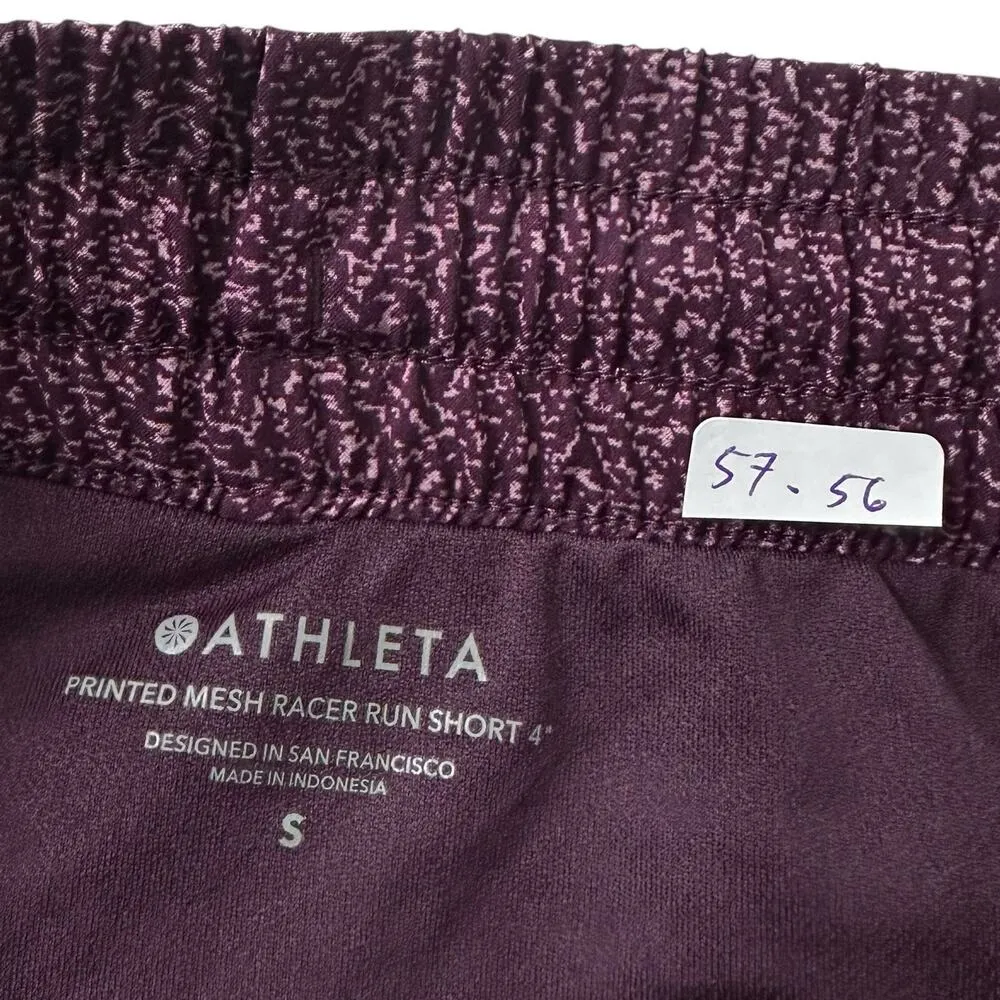 57 - 56
ATHLETA
PRINTED MESH RACER RUN SHORT 4"
DESIGNED IN SAN FRANCISCO
MADE IN INDONESIA
S